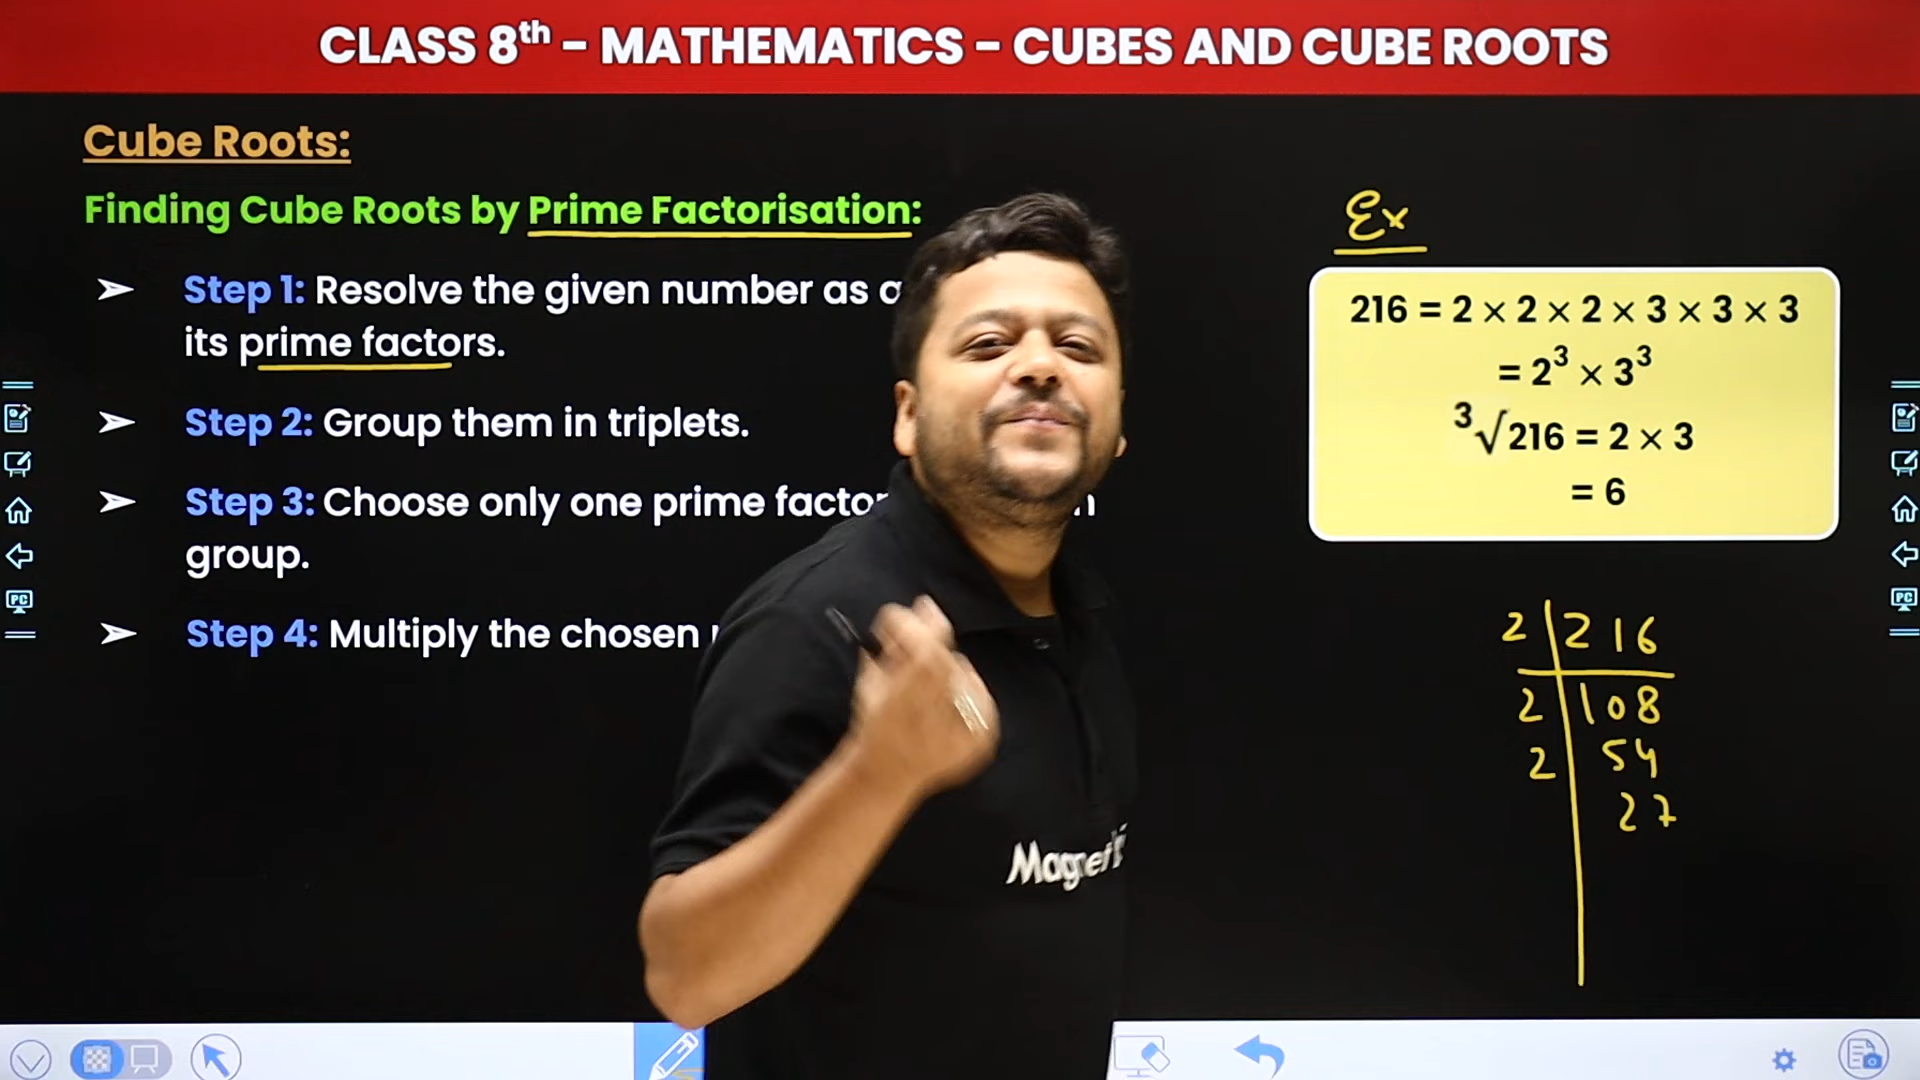 CLASS 8th - MATHEMATICS - CUBES AND CUBE ROOTS
Cube Roots:
Finding Cube Roots by Prime Factorisation:
➢ Step 1: Resolve the given number as a
its prime factors.
➢ Step 2: Group them in triplets.
➢ Step 3: Choose only one prime factor
group.
➢ Step 4: Multiply the chosen
Ex
216 = 2 × 2 × 2 × 3 × 3 × 3
= 2³ × 3³
³√216 = 2 × 3
= 6
2 | 216
2 | 108
2 | 54
27
PC
PC